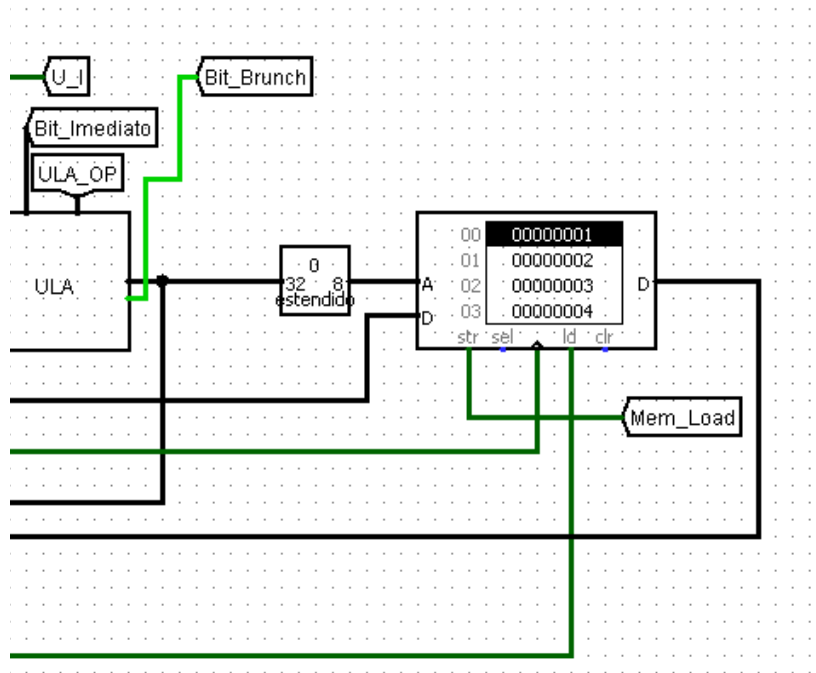 U_I
Bit_Brunch
Bit_Imediato
ULA_OP
ULA
0
32 8
estendido
A
D
00 00000001
01 00000002
02 00000003
03 00000004
D
str sel ld clr
Mem_Load